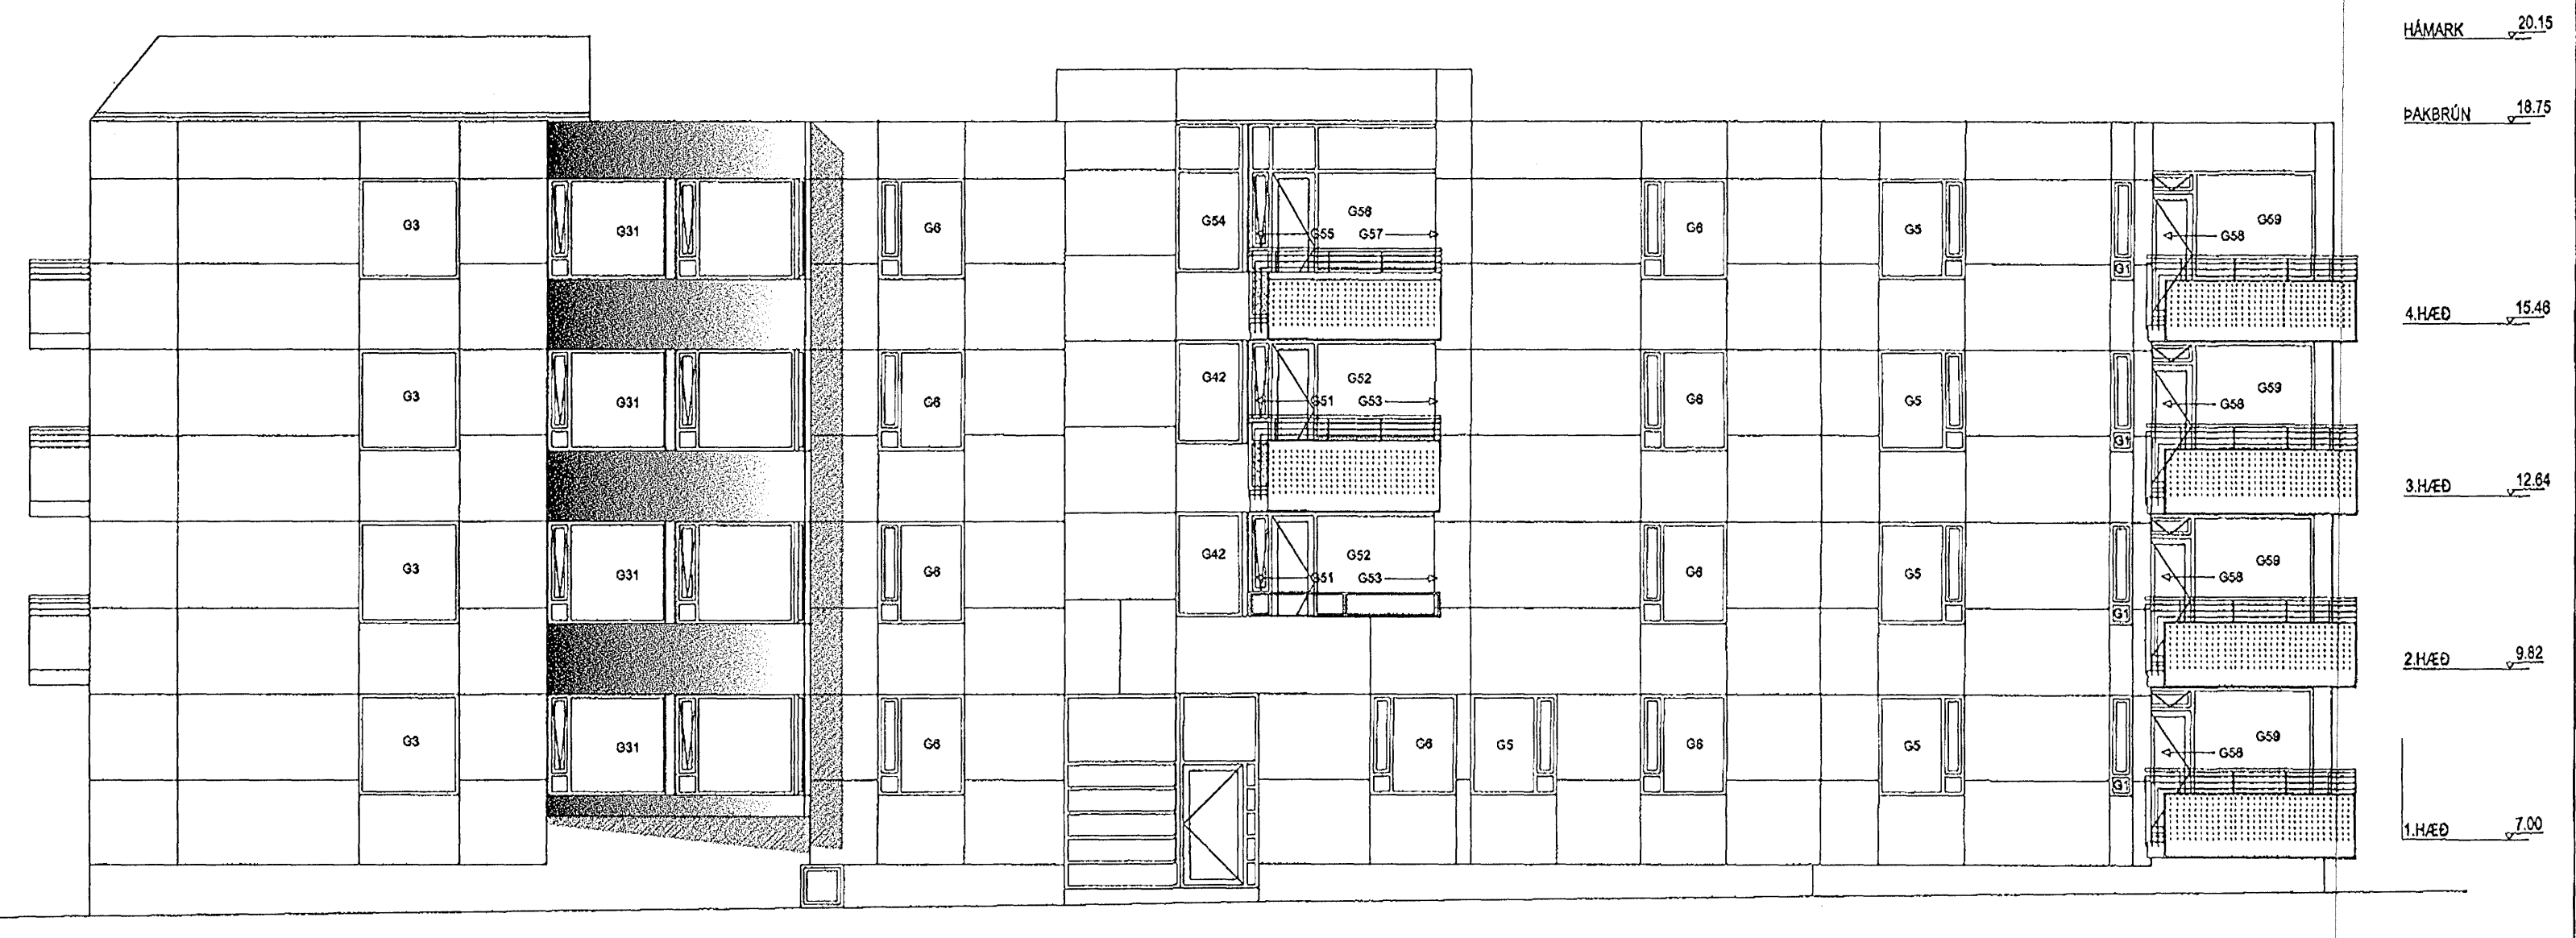 HÁMARK 20.15
ÞAKBRÚN 18.75
G3 G31 G6 G54 G56 G6 G5 G59
G55 G57 G58
G1
4.HÆÐ 15.46
G3 G31 G6 G42 G52 G6 G5 G59
G51 G53 G58
G1
3.HÆÐ 12.64
G3 G31 G6 G42 G52 G6 G5 G59
G51 G53 G58
G1
2.HÆÐ 9.82
G3 G31 G6 G6 G5 G6 G5 G59
G58
G1
1.HÆÐ 7.00